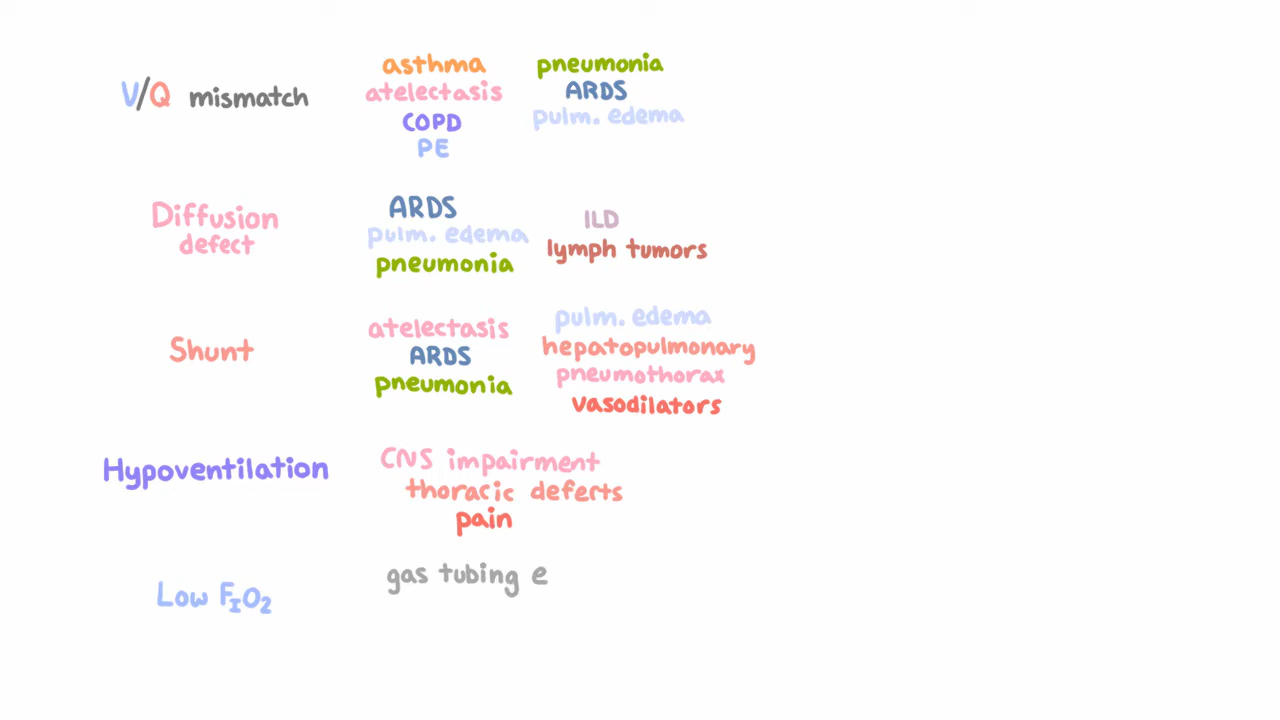 V/Q mismatch
asthma
atelectasis
COPD
PE
pneumonia
ARDS
pulm. edema
Diffusion
defect
ARDS
pulm. edema
pneumonia
ILD
lymph tumors
Shunt
atelectasis
ARDS
pneumonia
pulm. edema
hepatopulmonary
pneumothorax
vasodilators
Hypoventilation
CNS impairment
thoracic deferts
pain
Low FIO2
gas tubing e